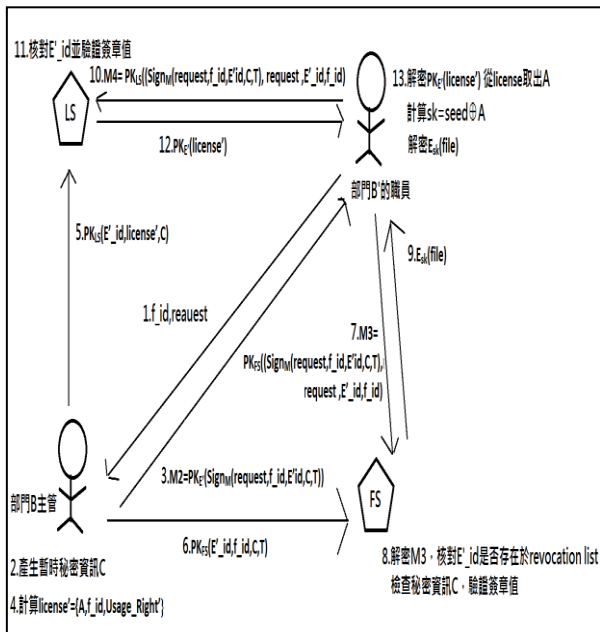 11.核對E'_id並驗證簽章值
10.M4= PKLS((SignM(request,f_id,E'id,C,T), request ,E'_id,f_id)
LS
12.PKE'(license')
13.解密PKE'(license') 從license取出A
計算sk=seed⊕A
解密Esk(file)
部門B'的職員
5.PKLS(E'_id,license',C)
9.Esk(file)
1.f_id,reauest
7.M3=
PKFS((SignM(request,f_id,E'id,C,T),
request ,E'_id,f_id)
3.M2=PKE'(SignM(request,f_id,E'id,C,T))
部門B主管
FS
6.PKFS(E'_id,f_id,C,T)
2.產生暫時秘密資訊C
4.計算license'={A,f_id,Usage_Right'}
8.解密M3，核對E'_id是否存在於revocation list
檢查秘密資訊C，驗證簽章值